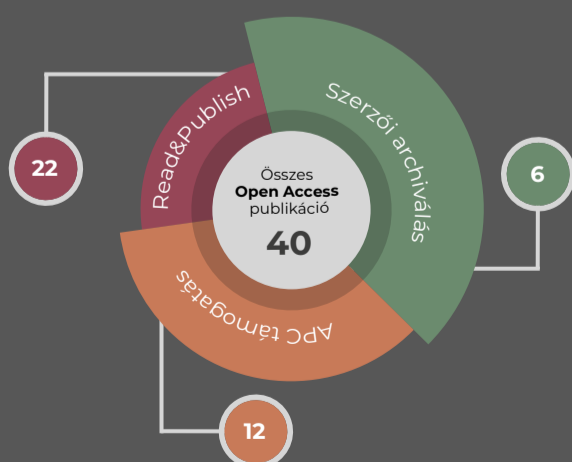 Read&Publish
Szerzői archiválás
22
6
Összes
Open Access
publikáció
40
APC támogatás
12